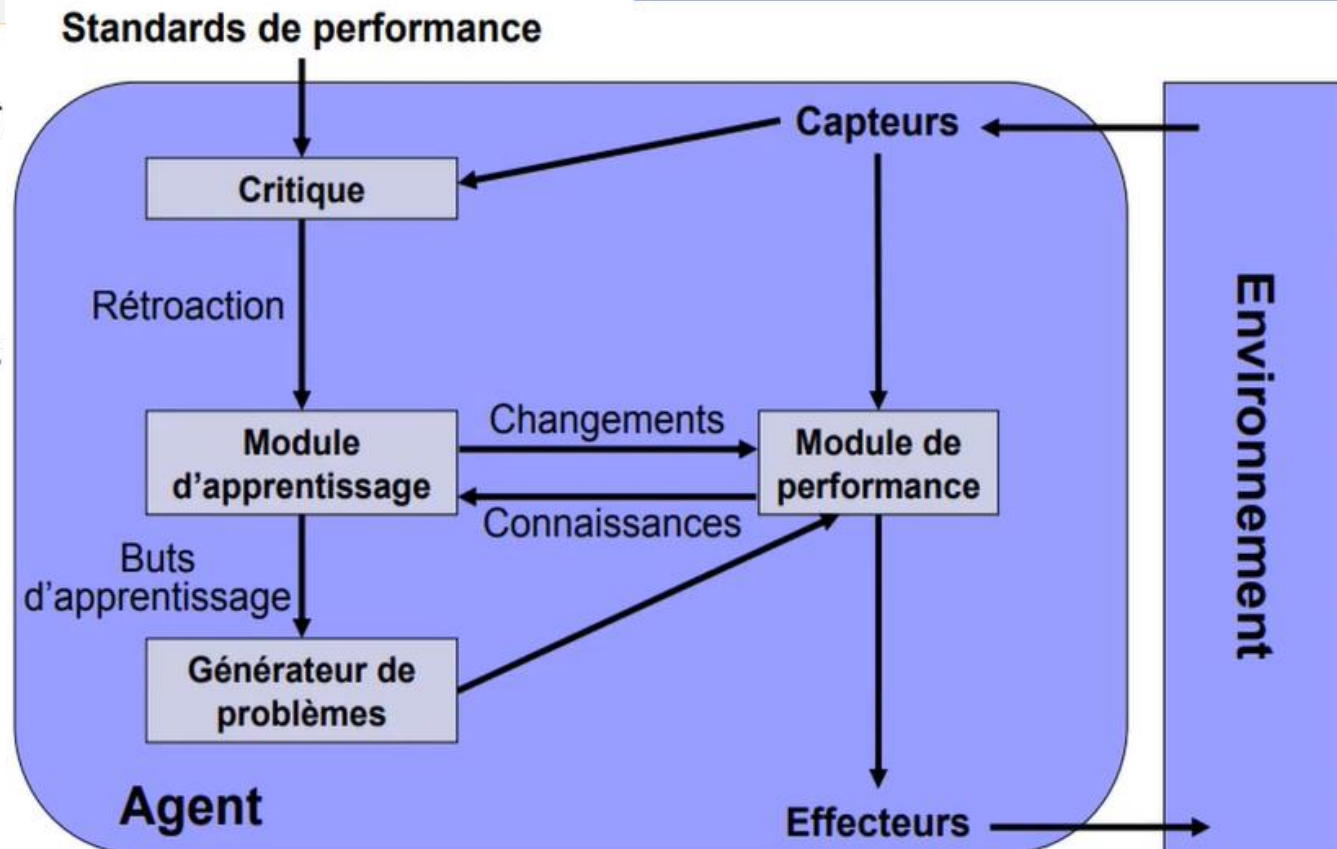 Standards de performance
Capteurs
Critique
Rétroaction
Changements
Module
d'apprentissage
Module de
performance
Connaissances
Buts
d'apprentissage
Générateur de
problèmes
Agent
Effecteurs
Environnement